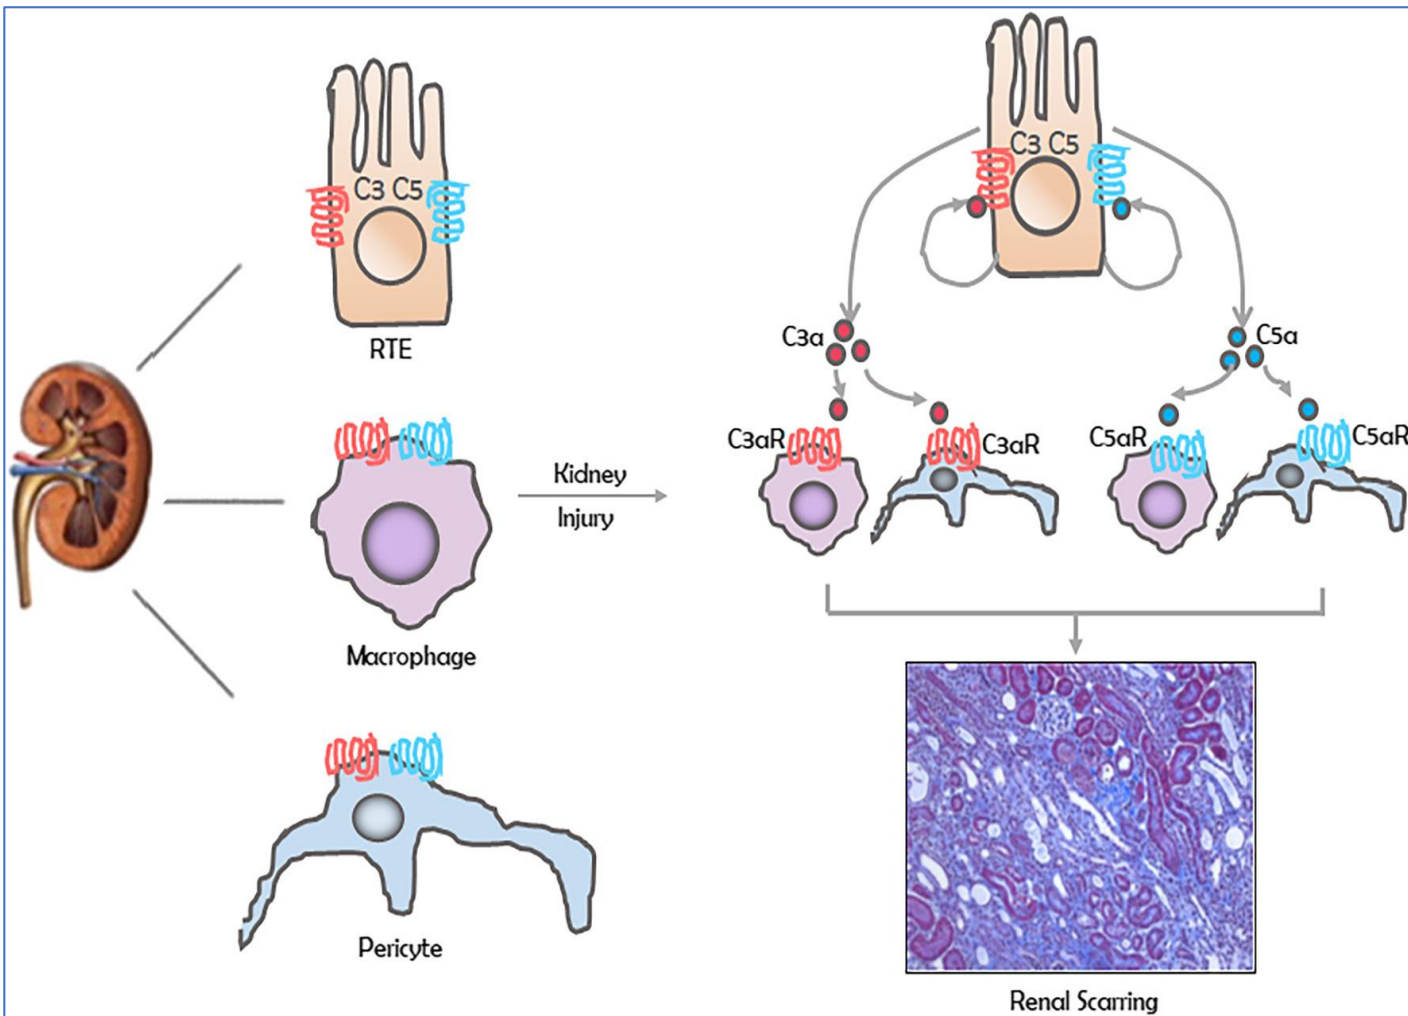 C3 C5
RTE
Macrophage
Pericyte
Kidney
Injury
C3 C5
C3a
C5a
C3aR
C3aR
C5aR
C5aR
Renal Scarring